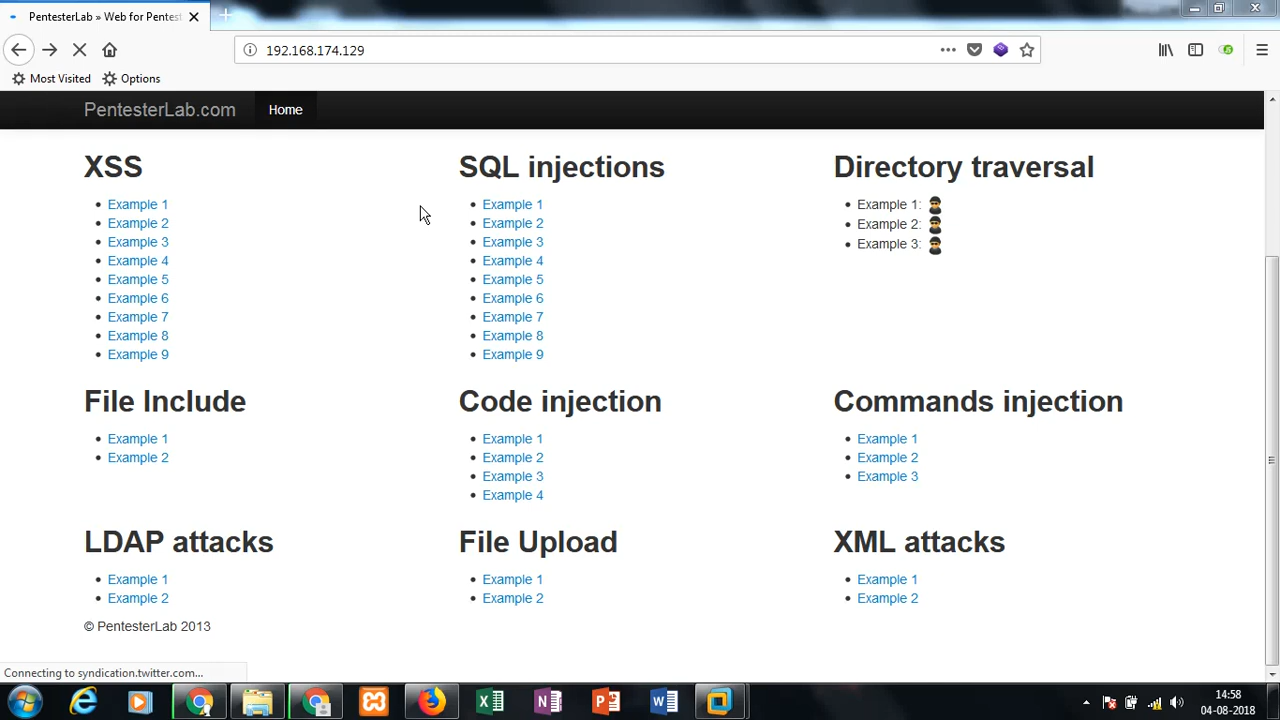 PentesterLab » Web for Pentest
192.168.174.129
Most Visited
Options
PentesterLab.com
Home
XSS
Example 1
Example 2
Example 3
Example 4
Example 5
Example 6
Example 7
Example 8
Example 9
SQL injections
Example 1
Example 2
Example 3
Example 4
Example 5
Example 6
Example 7
Example 8
Example 9
Directory traversal
Example 1:
Example 2:
Example 3:
File Include
Example 1
Example 2
Code injection
Example 1
Example 2
Example 3
Example 4
Commands injection
Example 1
Example 2
Example 3
LDAP attacks
Example 1
Example 2
File Upload
Example 1
Example 2
XML attacks
Example 1
Example 2
© PentesterLab 2013
Connecting to syndication.twitter.com...
14:58
04-08-2018